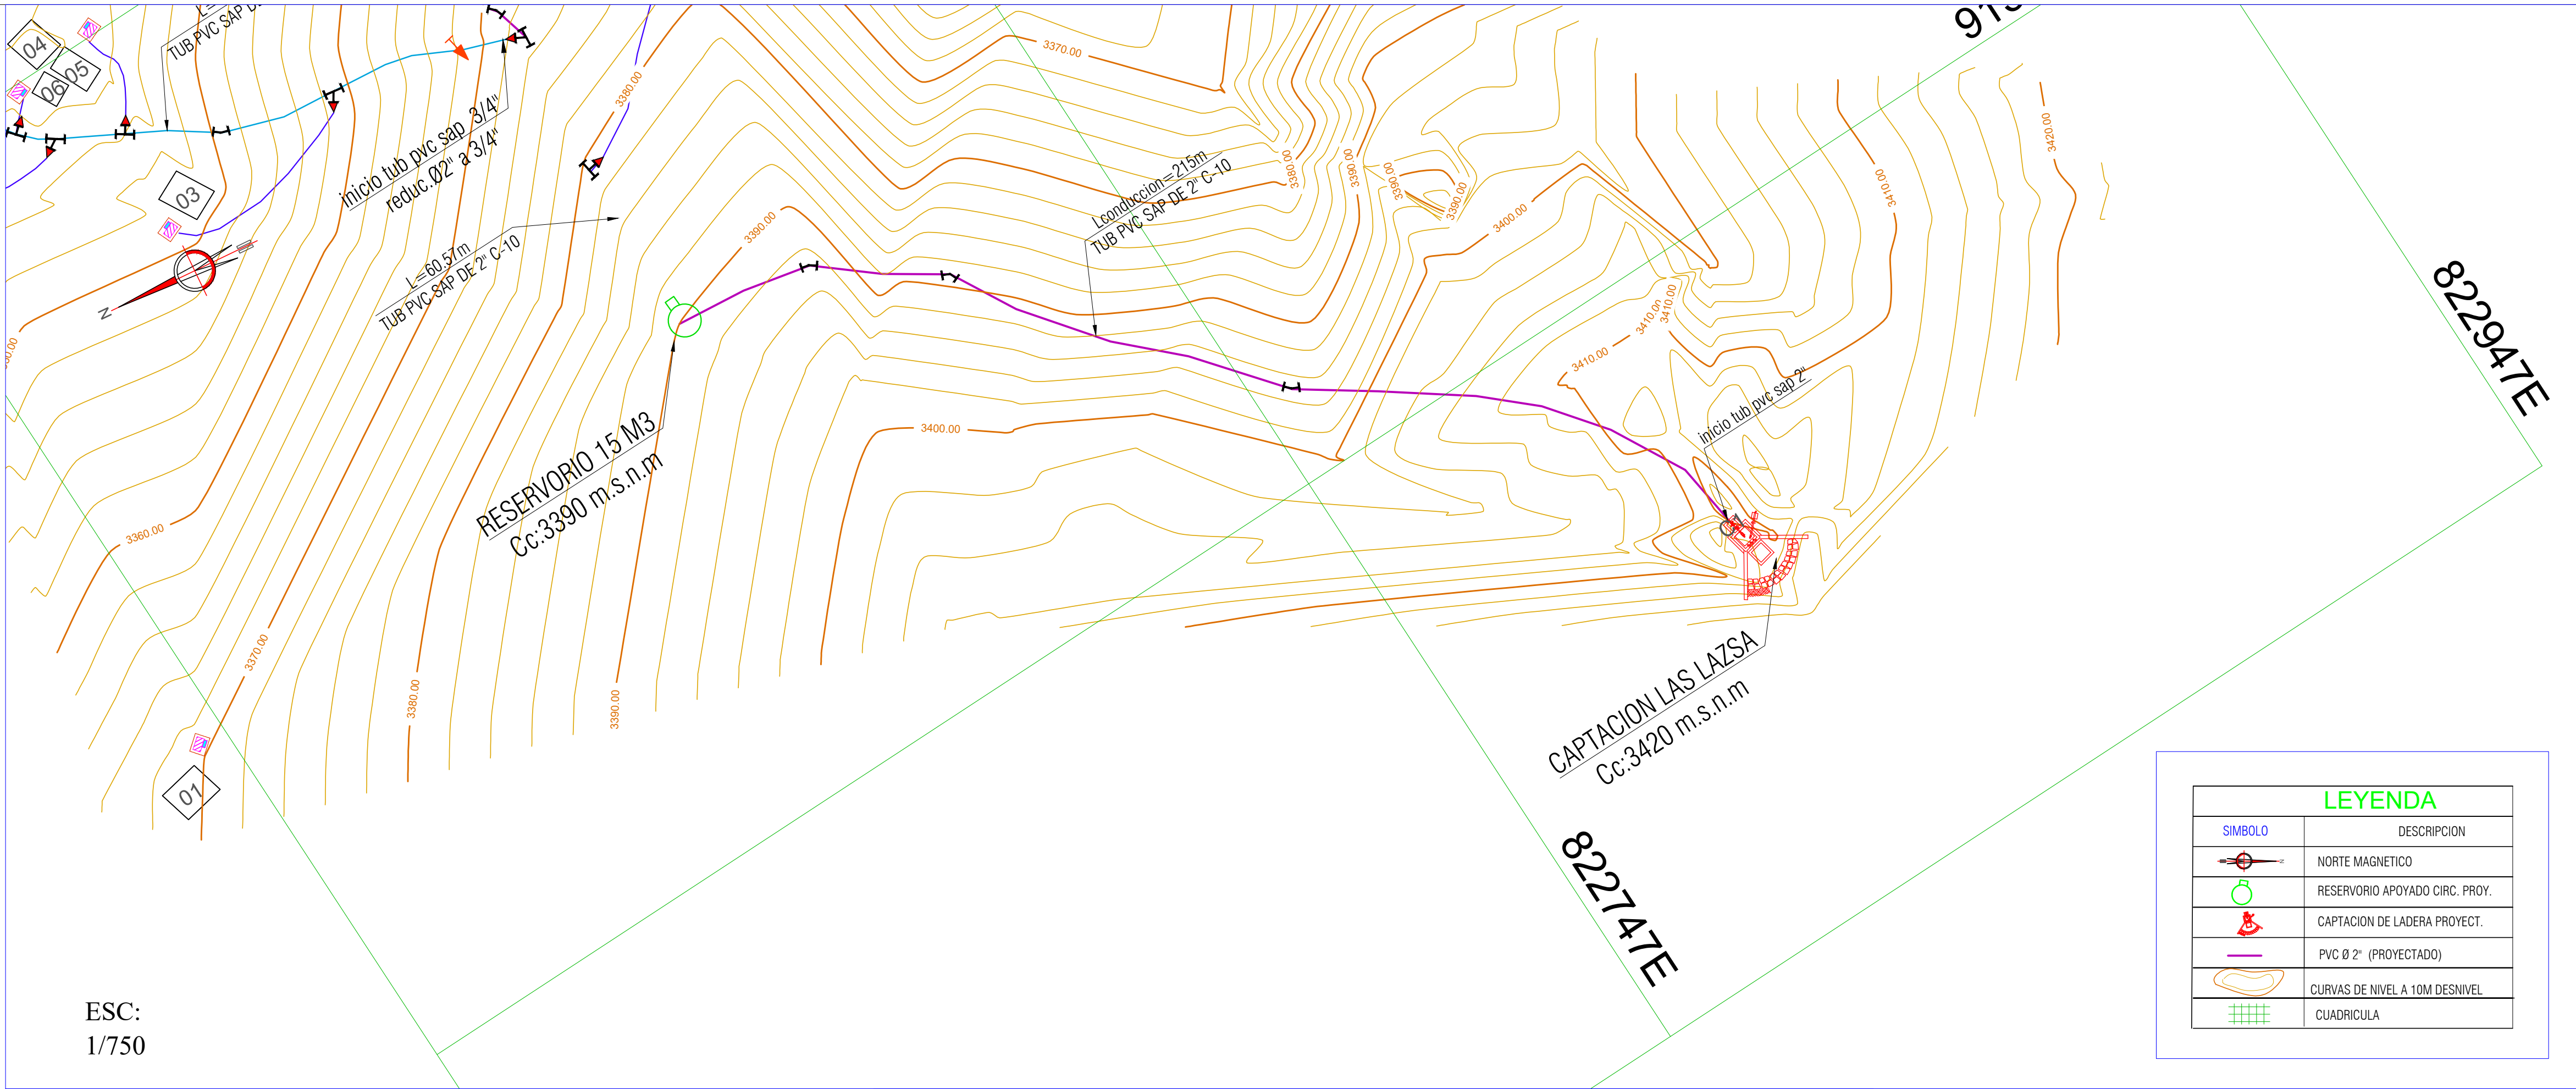 04
05
06
TUB PVC SAP
inicio tub pvc sap 3/4"
reduc.Ø2" a 3/4"
03
N
L=60.57m
TUB PVC SAP DE 2" C-10
Lconduccion=215m
TUB PVC SAP DE 2" C-10
3370.00
3380.00
3390.00
3380.00
3390.00
3390.00
3390.00
3400.00
3410.00
3420.00
3410.00
3410.00
3410.00
3400.00
3360.00
3370.00
3380.00
3390.00
inicio tub pvc sap 2"
RESERVORIO 15 M3
Cc:3390 m.s.n.m
CAPTACION LAS LAZSA
Cc:3420 m.s.n.m
822947E
822747E
01
ESC:
1/750
LEYENDA
SIMBOLO DESCRIPCION
NORTE MAGNETICO
RESERVORIO APOYADO CIRC. PROY.
CAPTACION DE LADERA PROYECT.
PVC Ø 2" (PROYECTADO)
CURVAS DE NIVEL A 10M DESNIVEL
CUADRICULA